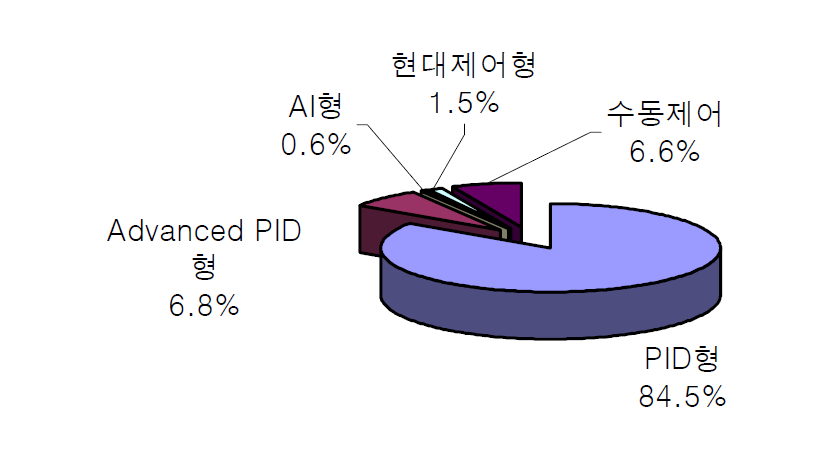 현대제어형
1.5%
AI형
0.6%
수동제어
6.6%
Advanced PID
형
6.8%
PID형
84.5%